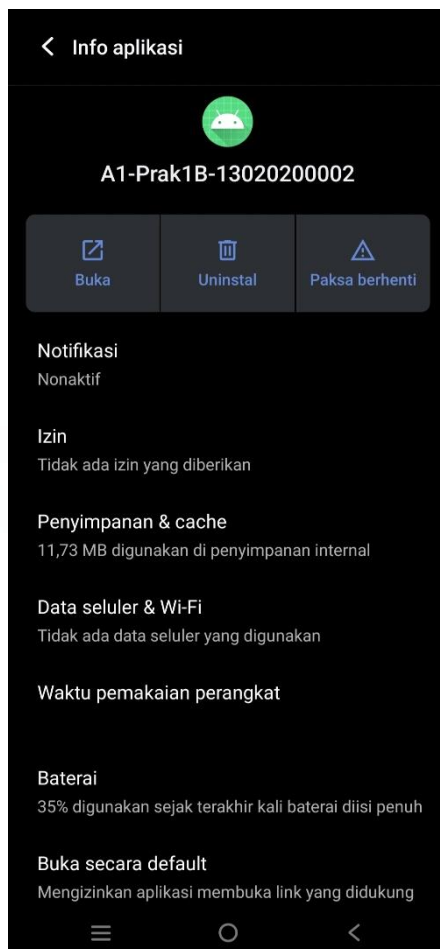 Info aplikasi
A1-Prak1B-13020200002
Buka
Uninstal
Paksa berhenti
Notifikasi
Nonaktif
Izin
Tidak ada izin yang diberikan
Penyimpanan & cache
11,73 MB digunakan di penyimpanan internal
Data seluler & Wi-Fi
Tidak ada data seluler yang digunakan
Waktu pemakaian perangkat
Baterai
35% digunakan sejak terakhir kali baterai diisi penuh
Buka secara default
Mengizinkan aplikasi membuka link yang didukung